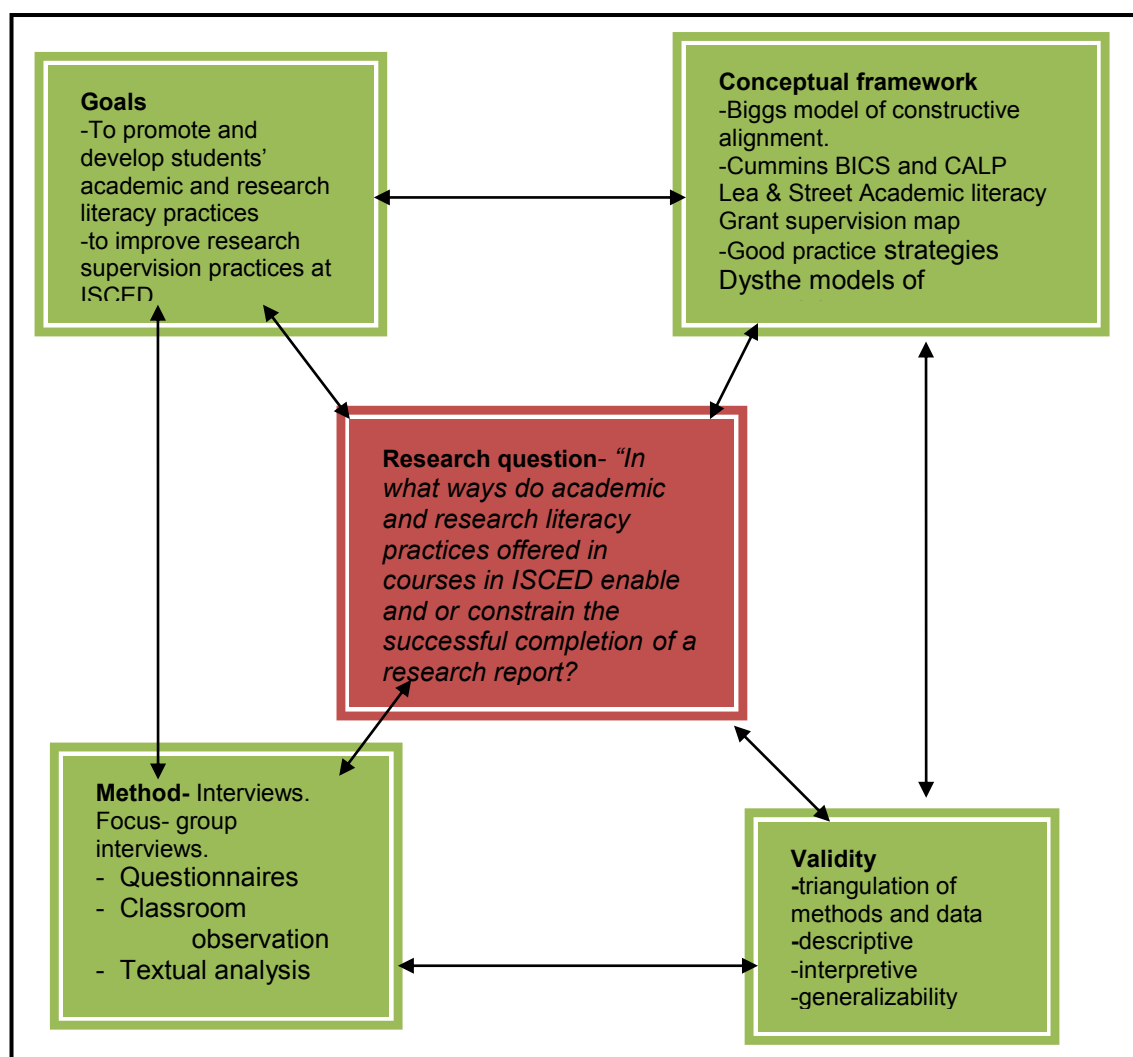 Goals
-To promote and
develop students’
academic and research
literacy practices
-to improve research
supervision practices at
ISCED
Conceptual framework
-Biggs model of constructive
alignment.
-Cummins BICS and CALP
Lea & Street Academic literacy
Grant supervision map
-Good practice strategies
Dysthe models of
Research question- “In
what ways do academic
and research literacy
practices offered in
courses in ISCED enable
and or constrain the
successful completion of a
research report?
Method- Interviews.
Focus- group
interviews.
- Questionnaires
- Classroom
observation
- Textual analysis
Validity
-triangulation of
methods and data
-descriptive
-interpretive
-generalizability